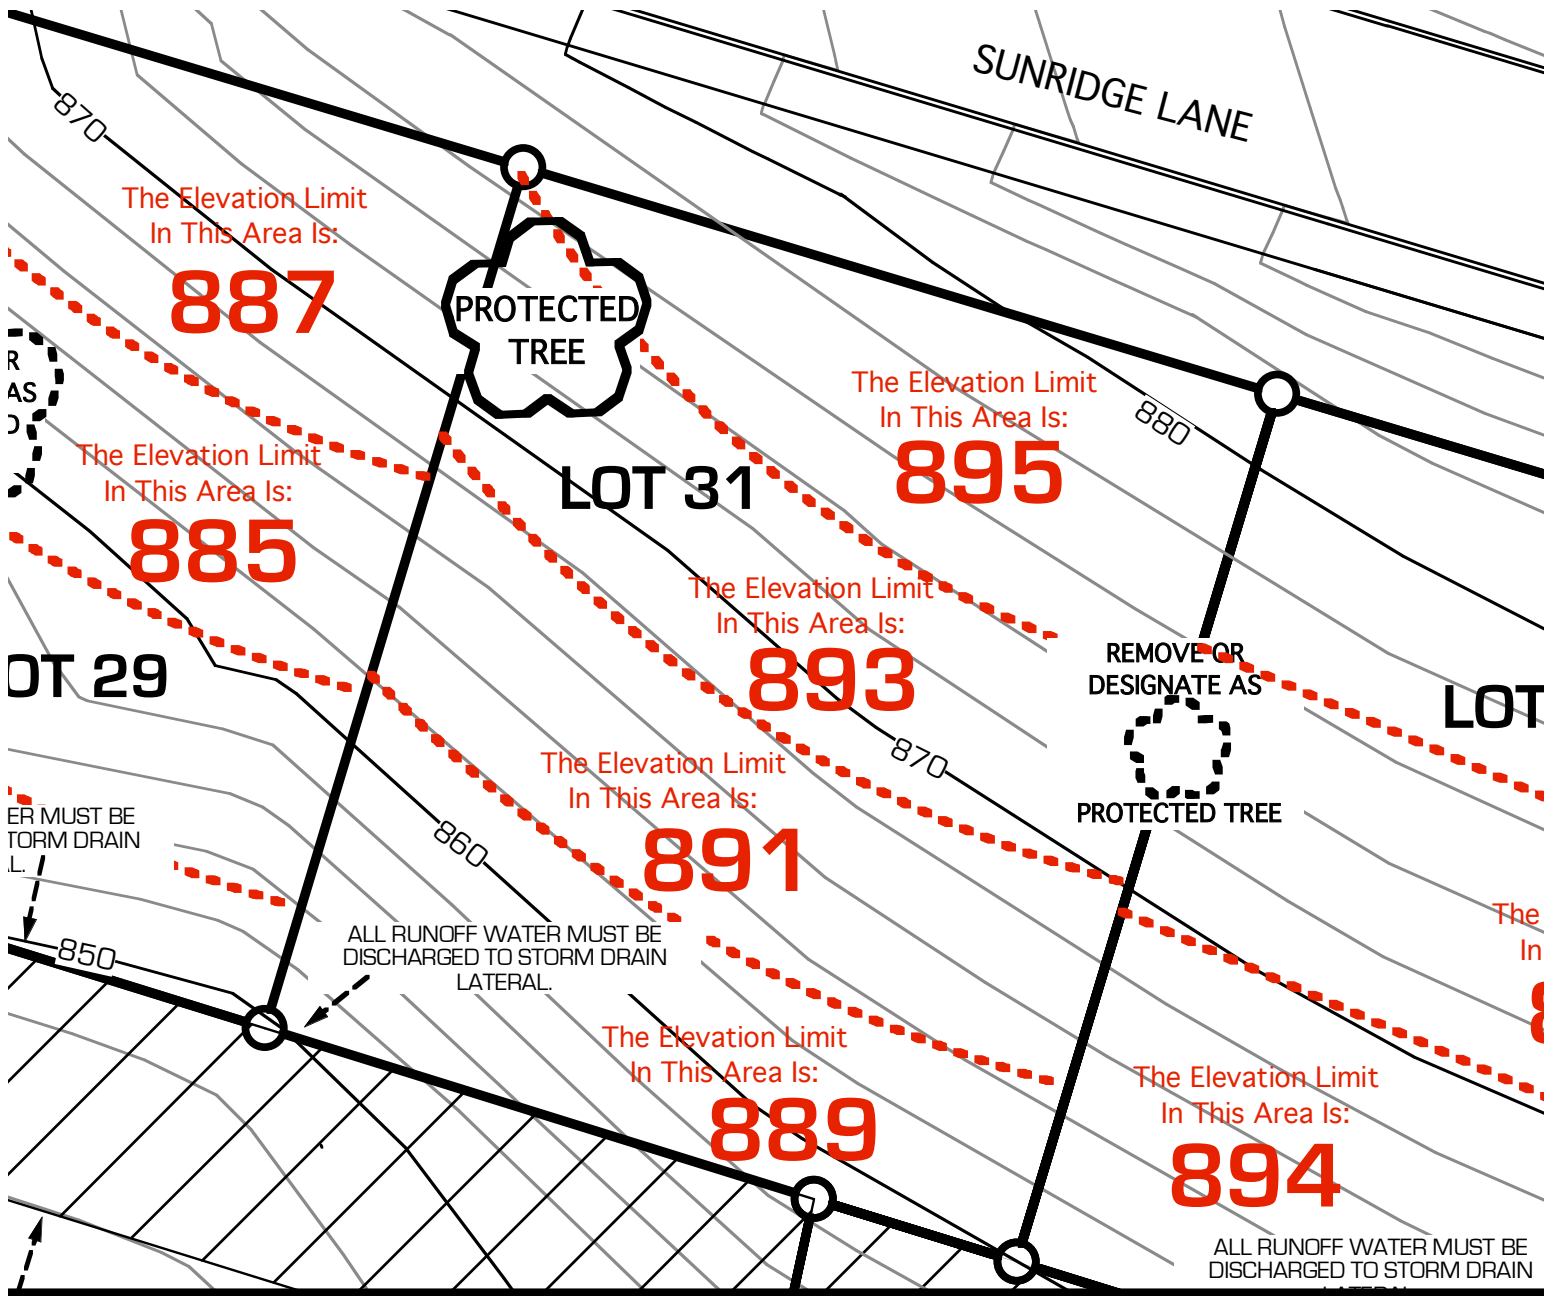 SUNRIDGE LANE
870
The Elevation Limit
In This Area Is:
887
PROTECTED
TREE
R
AS
D
The Elevation Limit
In This Area Is:
895
880
The Elevation Limit
In This Area Is:
885
LOT 31
The Elevation Limit
In This Area Is:
893
REMOVE OR
DESIGNATE AS
PROTECTED TREE
OT 29
LOT
870
The Elevation Limit
In This Area Is:
891
860
ER MUST BE
TORM DRAIN
AL.
850
ALL RUNOFF WATER MUST BE
DISCHARGED TO STORM DRAIN
LATERAL.
The
In
The Elevation Limit
In This Area Is:
889
The Elevation Limit
In This Area Is:
894
ALL RUNOFF WATER MUST BE
DISCHARGED TO STORM DRAIN
LATERAL